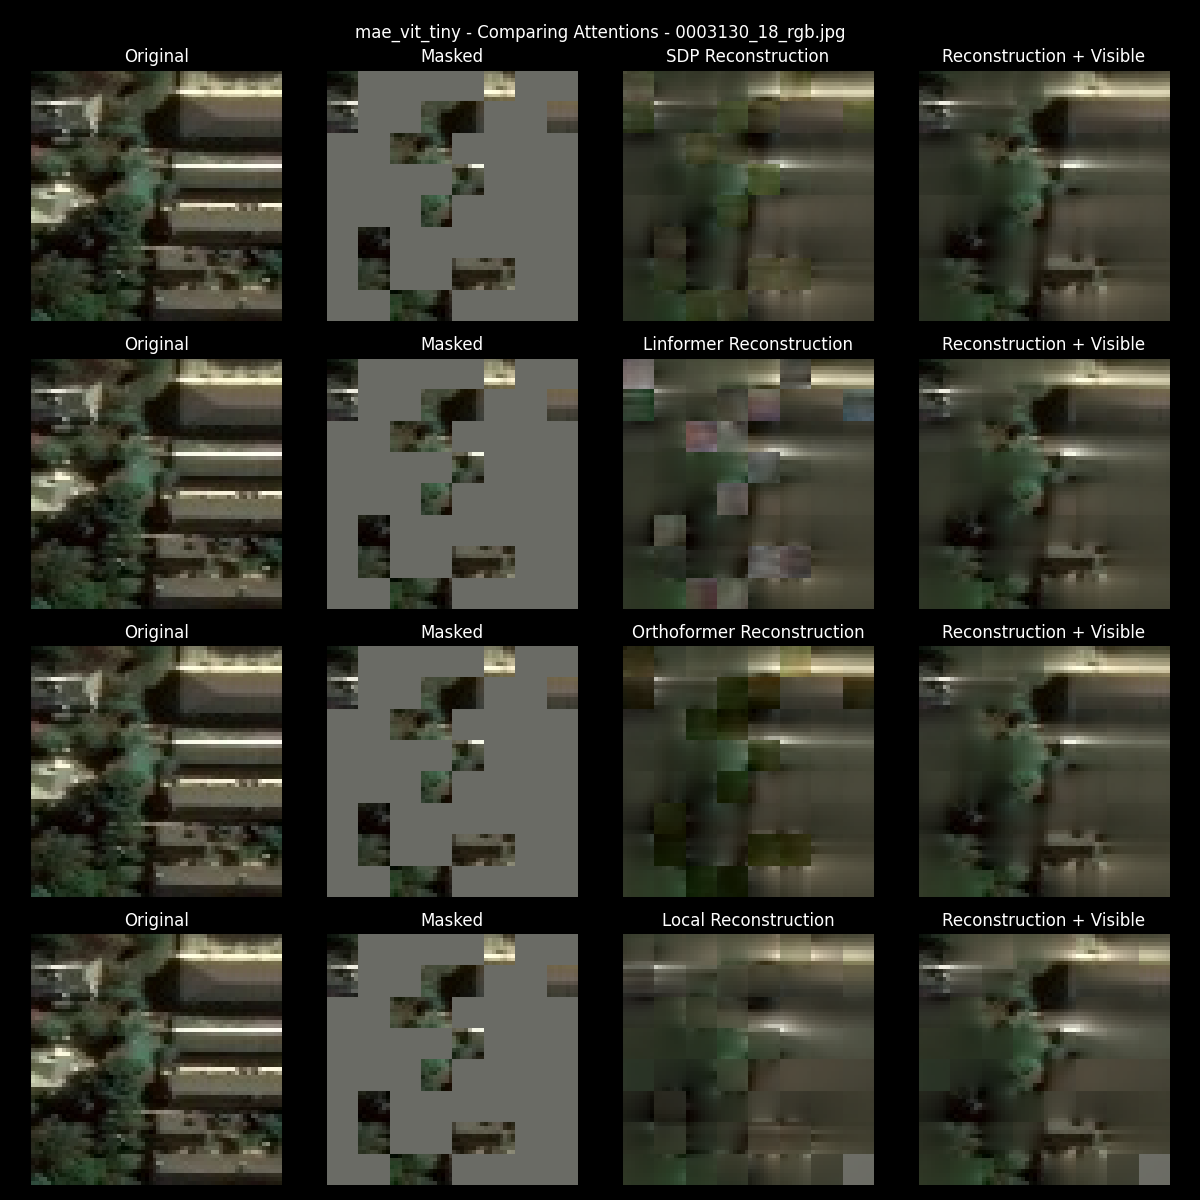 mae_vit_tiny - Comparing Attentions - 0003130_18_rgb.jpg
Original Masked SDP Reconstruction Reconstruction + Visible
Original Masked Linformer Reconstruction Reconstruction + Visible
Original Masked Orthoformer Reconstruction Reconstruction + Visible
Original Masked Local Reconstruction Reconstruction + Visible